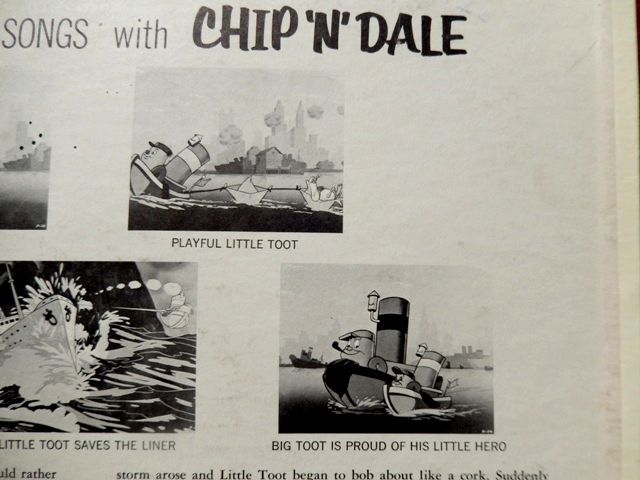 SONGS with CHIP 'N' DALE
PLAYFUL LITTLE TOOT
LITTLE TOOT SAVES THE LINER
BIG TOOT IS PROUD OF HIS LITTLE HERO
rather
storm arose and Little Toot began to bob about like a cork. Suddenly